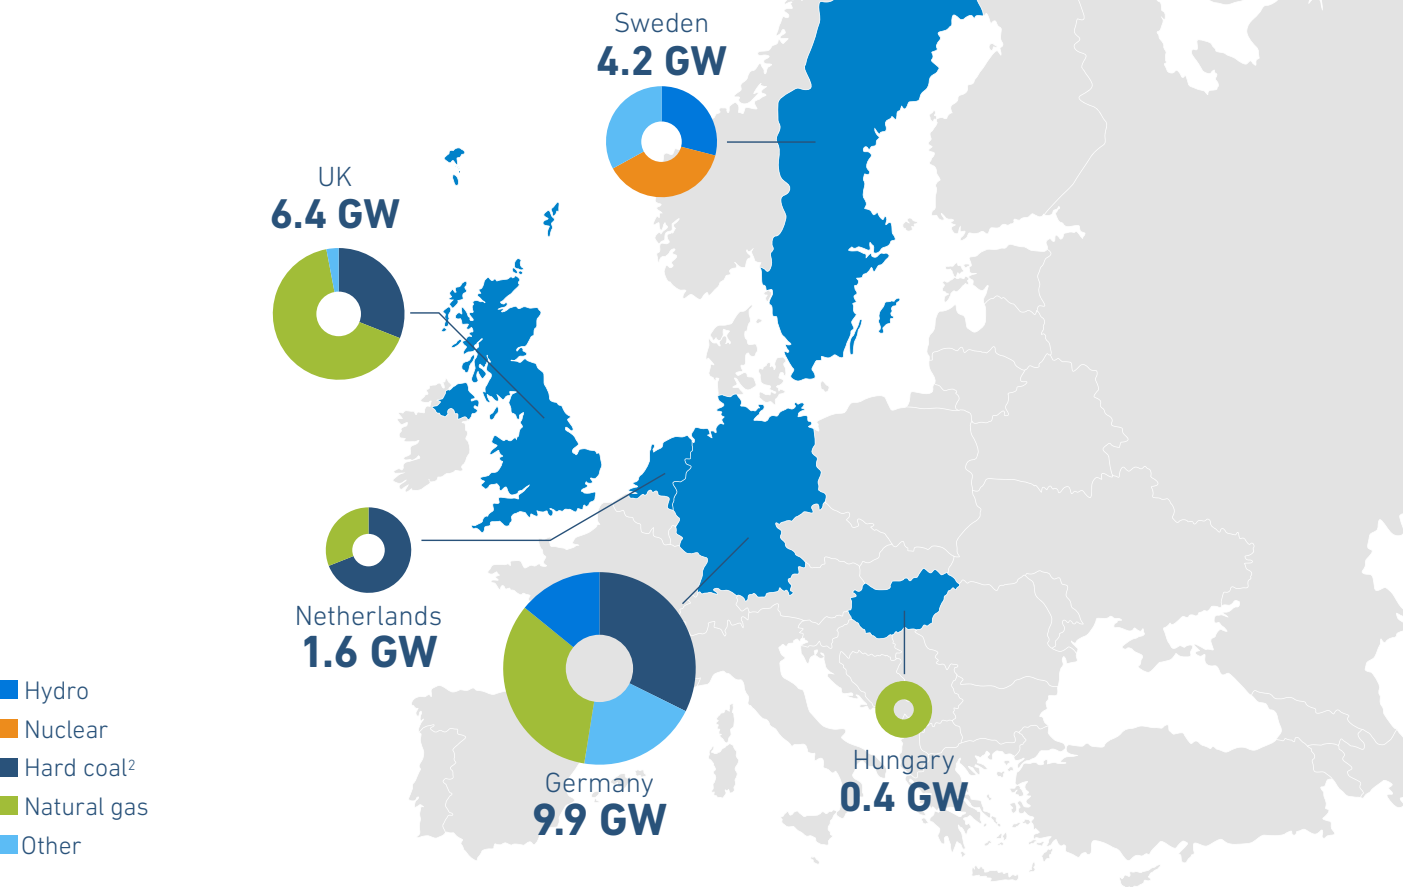 Sweden
4.2 GW
UK
6.4 GW
Netherlands
1.6 GW
Germany
9.9 GW
Hungary
0.4 GW
Hydro
Nuclear
Hard coal²
Natural gas
Other